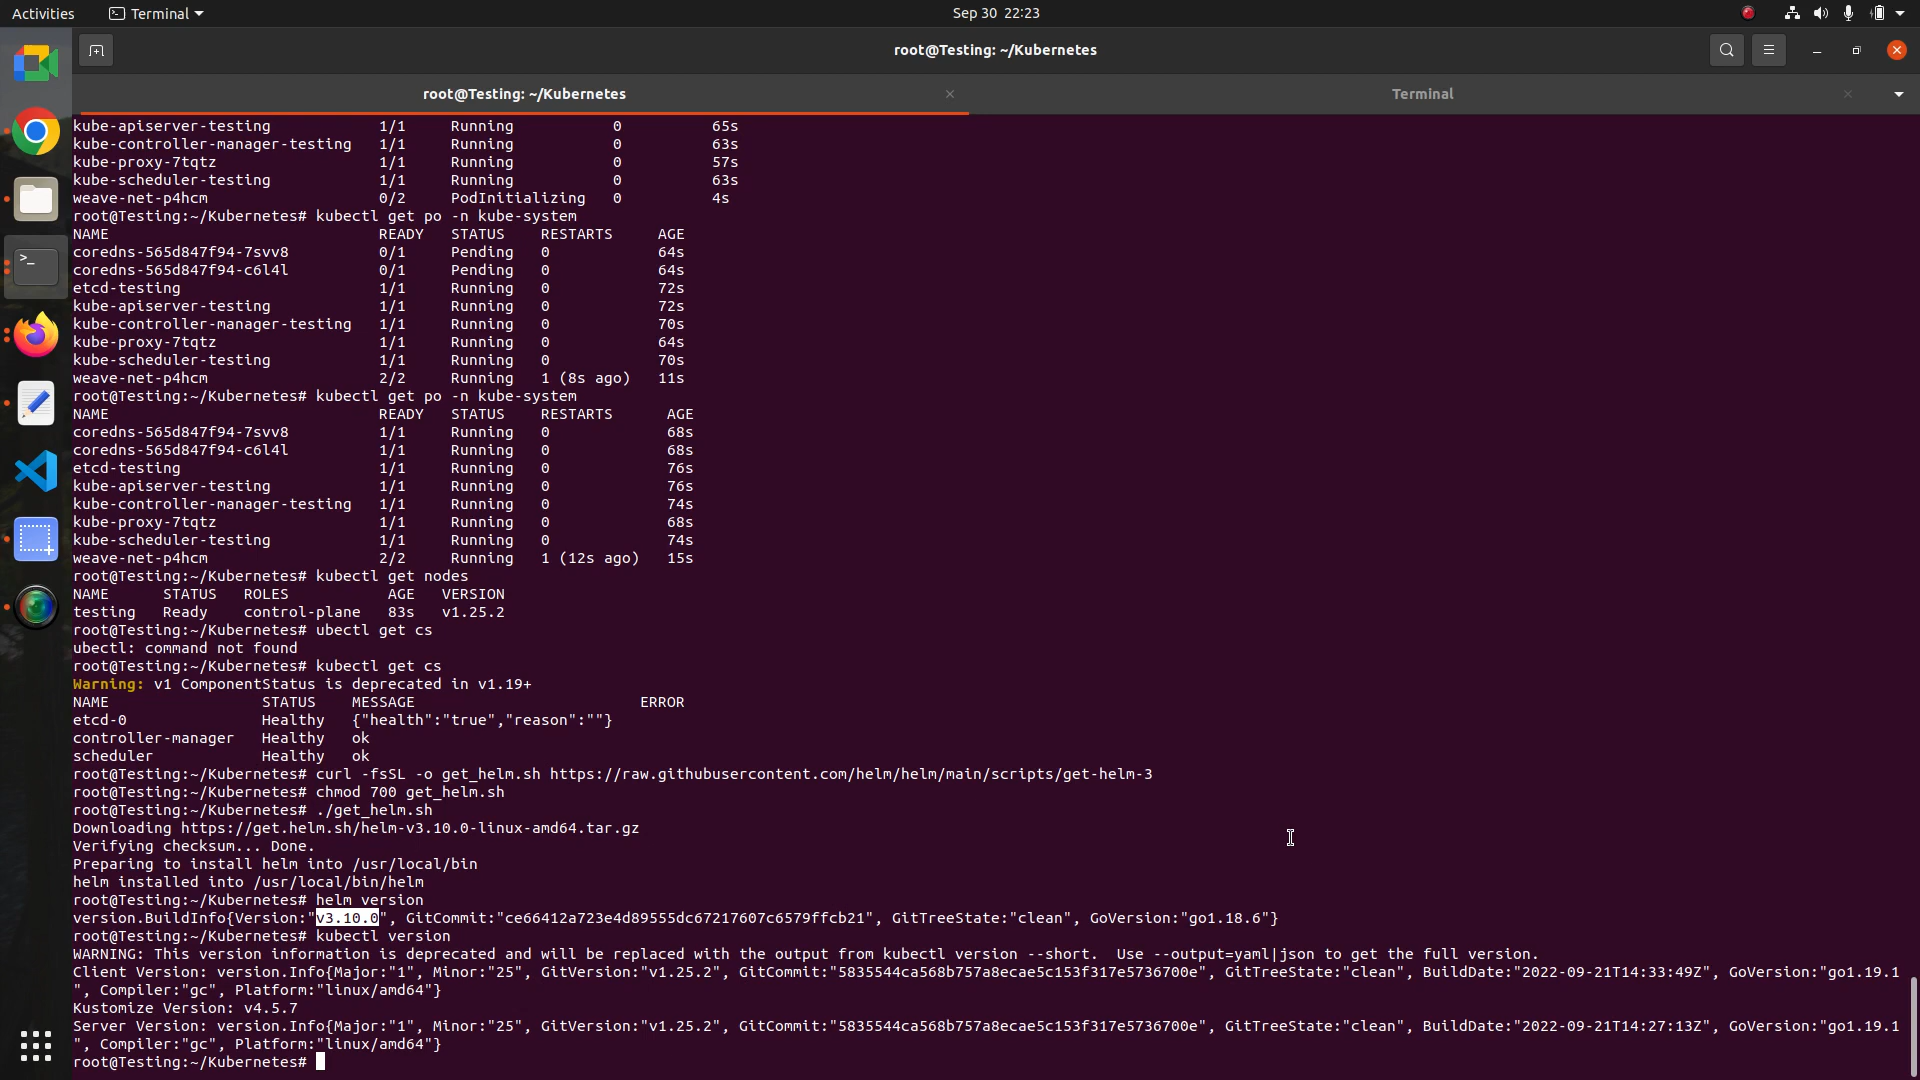 Activities
Terminal
Sep 30 22:23
root@Testing: ~/Kubernetes
root@Testing: ~/Kubernetes
Terminal
kube-apiserver-testing 1/1 Running 0 65s
kube-controller-manager-testing 1/1 Running 0 63s
kube-proxy-7tqtz 1/1 Running 0 57s
kube-scheduler-testing 1/1 Running 0 63s
weave-net-p4hcm 0/2 PodInitializing 0 4s
root@Testing:~/Kubernetes# kubectl get po -n kube-system
NAME READY STATUS RESTARTS AGE
coredns-565d847f94-7svv8 0/1 Pending 0 64s
coredns-565d847f94-c6l4l 0/1 Pending 0 64s
etcd-testing 1/1 Running 0 72s
kube-apiserver-testing 1/1 Running 0 72s
kube-controller-manager-testing 1/1 Running 0 70s
kube-proxy-7tqtz 1/1 Running 0 64s
kube-scheduler-testing 1/1 Running 0 70s
weave-net-p4hcm 2/2 Running 1 (8s ago) 11s
root@Testing:~/Kubernetes# kubectl get po -n kube-system
NAME READY STATUS RESTARTS AGE
coredns-565d847f94-7svv8 1/1 Running 0 68s
coredns-565d847f94-c6l4l 1/1 Running 0 68s
etcd-testing 1/1 Running 0 76s
kube-apiserver-testing 1/1 Running 0 76s
kube-controller-manager-testing 1/1 Running 0 74s
kube-proxy-7tqtz 1/1 Running 0 68s
kube-scheduler-testing 1/1 Running 0 74s
weave-net-p4hcm 2/2 Running 1 (12s ago) 15s
root@Testing:~/Kubernetes# kubectl get nodes
NAME STATUS ROLES AGE VERSION
testing Ready control-plane 83s v1.25.2
root@Testing:~/Kubernetes# ubectl get cs
ubectl: command not found
root@Testing:~/Kubernetes# kubectl get cs
Warning: v1 ComponentStatus is deprecated in v1.19+
NAME STATUS MESSAGE ERROR
etcd-0 Healthy {"health":"true","reason":""}
controller-manager Healthy ok
scheduler Healthy ok
root@Testing:~/Kubernetes# curl -fsSL -o get_helm.sh https://raw.githubusercontent.com/helm/helm/main/scripts/get-helm-3
root@Testing:~/Kubernetes# chmod 700 get_helm.sh
root@Testing:~/Kubernetes# ./get_helm.sh
Downloading https://get.helm.sh/helm-v3.10.0-linux-amd64.tar.gz
Verifying checksum... Done.
Preparing to install helm into /usr/local/bin
helm installed into /usr/local/bin/helm
root@Testing:~/Kubernetes# helm version
version.BuildInfo{Version:"v3.10.0", GitCommit:"ce66412a723e4d89555dc67217607c6579ffcb21", GitTreeState:"clean", GoVersion:"go1.18.6"}
root@Testing:~/Kubernetes# kubectl version
WARNING: This version information is deprecated and will be replaced with the output from kubectl version --short.  Use --output=yaml|json to get the full version.
Client Version: version.Info{Major:"1", Minor:"25", GitVersion:"v1.25.2", GitCommit:"5835544ca568b757a8ecae5c153f317e5736700e", GitTreeState:"clean", BuildDate:"2022-09-21T14:33:49Z", GoVersion:"go1.19.1
", Compiler:"gc", Platform:"linux/amd64"}
Kustomize Version: v4.5.7
Server Version: version.Info{Major:"1", Minor:"25", GitVersion:"v1.25.2", GitCommit:"5835544ca568b757a8ecae5c153f317e5736700e", GitTreeState:"clean", BuildDate:"2022-09-21T14:27:13Z", GoVersion:"go1.19.1
", Compiler:"gc", Platform:"linux/amd64"}
root@Testing:~/Kubernetes#